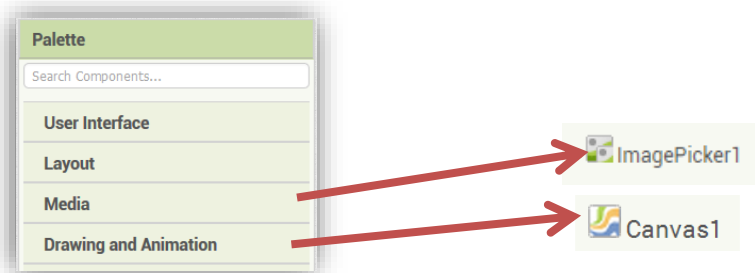 Palette
Search Components...
User Interface
Layout
Media
Drawing and Animation
ImagePicker1
Canvas1